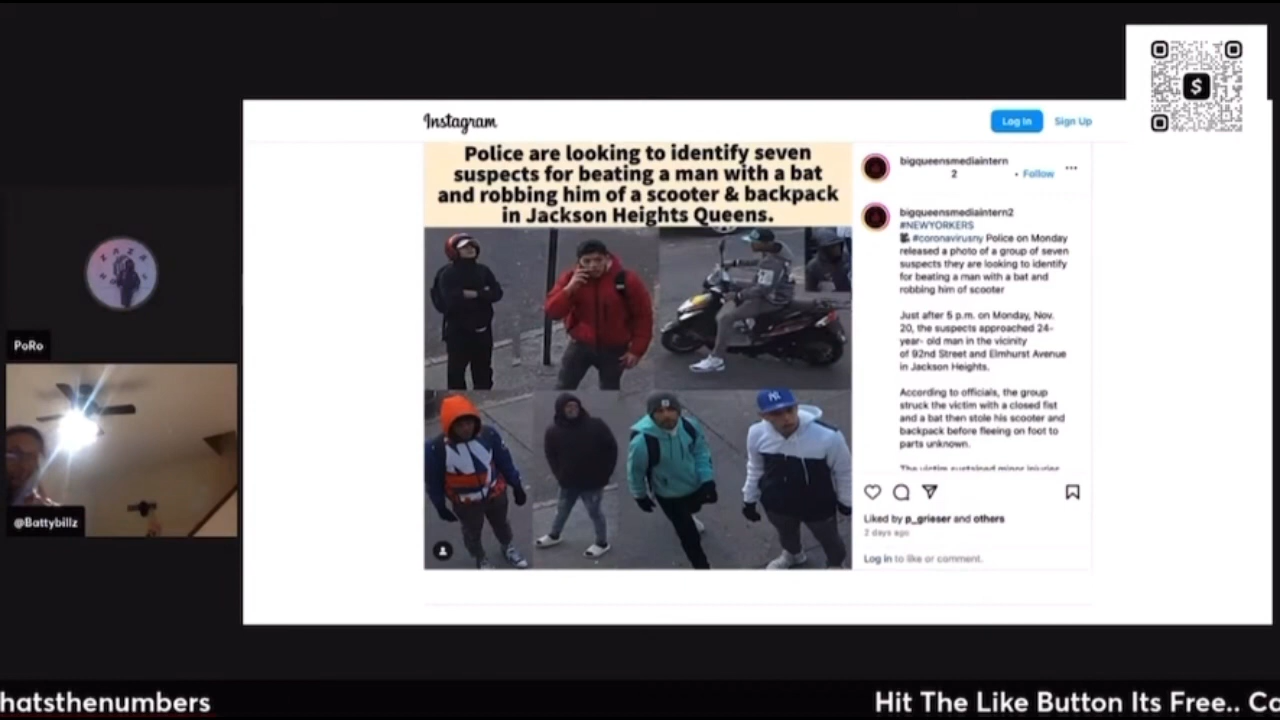 $
Instagram
Log In
Sign Up
Police are looking to identify seven
suspects for beating a man with a bat
and robbing him of a scooter & backpack
in Jackson Heights Queens.
bigqueensmediaintern
2
• Follow
bigqueensmediaintern2
#NEWYORKERS
#coronavirusny Police on Monday
released a photo of a group of seven
suspects they are looking to identify
for beating a man with a bat and
robbing him of scooter
Just after 5 p.m. on Monday, Nov.
20, the suspects approached 24-
year- old man in the vicinity
of 92nd Street and Elmhurst Avenue
in Jackson Heights.
According to officials, the group
struck the victim with a closed fist
and a bat then stole his scooter and
backpack before fleeing on foot to
parts unknown.
The victim sustained minor injuries
Liked by p_grieser and others
2 days ago
Log in to like or comment.
PoRo
@Battybillz
hatsthenumbers
Hit The Like Button Its Free.. Co